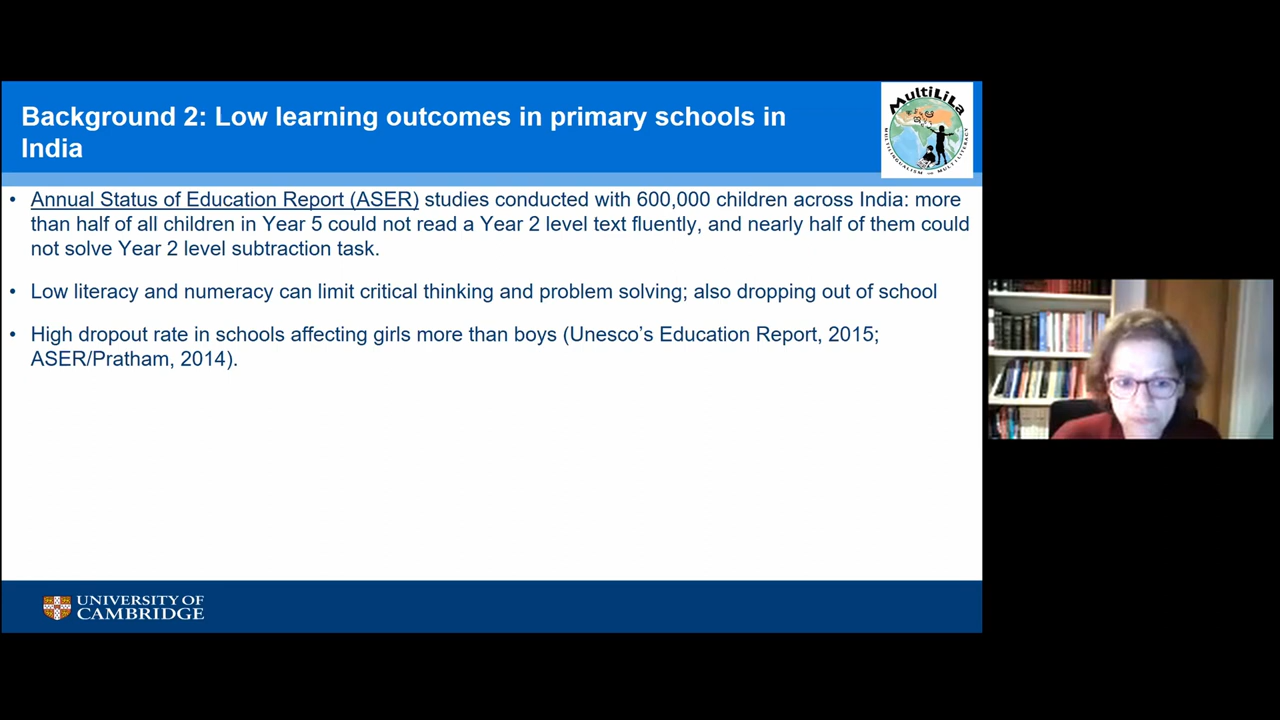 Background 2: Low learning outcomes in primary schools in
India
MultiLiLa
MULTILINGUALISM AND MULTILITERACY
• Annual Status of Education Report (ASER) studies conducted with 600,000 children across India: more
than half of all children in Year 5 could not read a Year 2 level text fluently, and nearly half of them could
not solve Year 2 level subtraction task.
• Low literacy and numeracy can limit critical thinking and problem solving; also dropping out of school
• High dropout rate in schools affecting girls more than boys (Unesco's Education Report, 2015;
ASER/Pratham, 2014).
UNIVERSITY OF
CAMBRIDGE